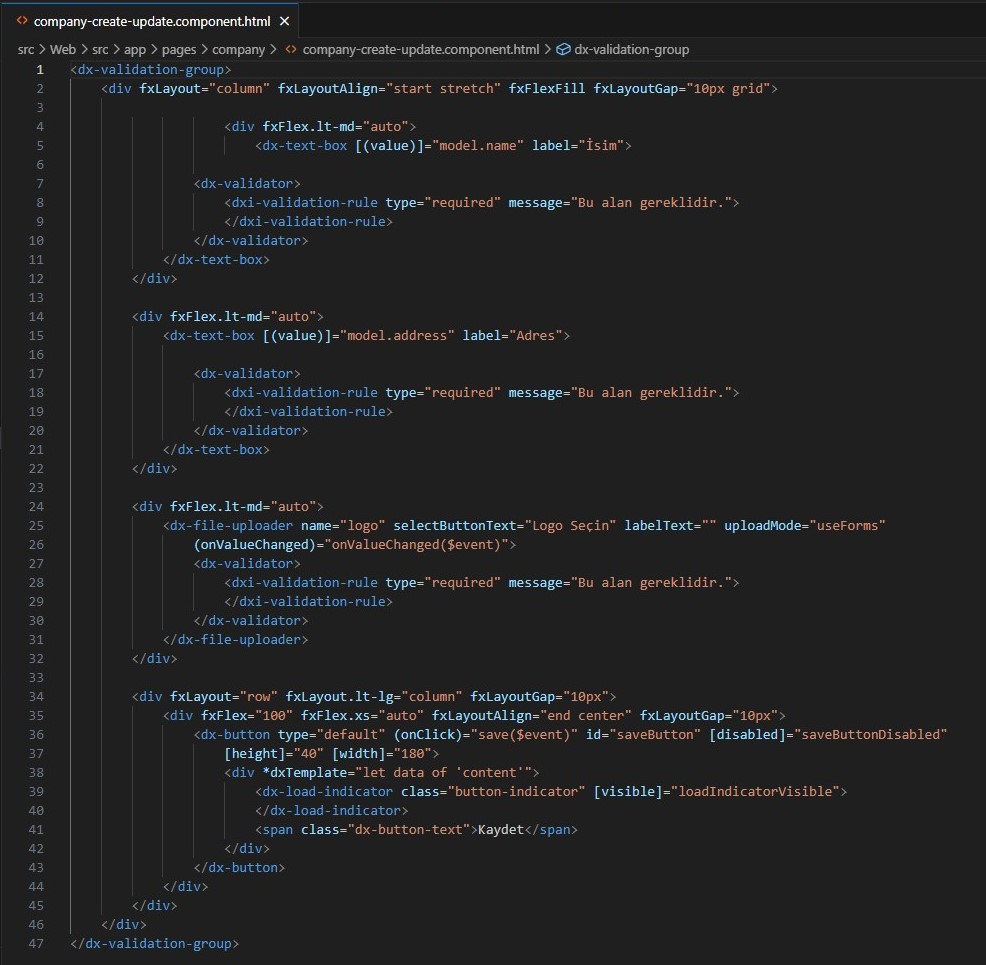 company-create-update.component.html
src > Web > src > app > pages > company > company-create-update.component.html > dx-validation-group
1 <dx-validation-group>
2 <div fxLayout="column" fxLayoutAlign="start stretch" fxFlexFill fxLayoutGap="10px grid">
3
4 <div fxFlex.lt-md="auto">
5 <dx-text-box [(value)]="model.name" label="İsim">
6
7 <dx-validator>
8 <dxi-validation-rule type="required" message="Bu alan gereklidir.">
9 </dxi-validation-rule>
10 </dx-validator>
11 </dx-text-box>
12 </div>
13
14 <div fxFlex.lt-md="auto">
15 <dx-text-box [(value)]="model.address" label="Adres">
16
17 <dx-validator>
18 <dxi-validation-rule type="required" message="Bu alan gereklidir.">
19 </dxi-validation-rule>
20 </dx-validator>
21 </dx-text-box>
22 </div>
23
24 <div fxFlex.lt-md="auto">
25 <dx-file-uploader name="logo" selectButtonText="Logo Seçin" labelText="" uploadMode="useForms"
26 (onValueChanged)="onValueChanged($event)">
27 <dx-validator>
28 <dxi-validation-rule type="required" message="Bu alan gereklidir.">
29 </dxi-validation-rule>
30 </dx-validator>
31 </dx-file-uploader>
32 </div>
33
34 <div fxLayout="row" fxLayout.lt-lg="column" fxLayoutGap="10px">
35 <div fxFlex="100" fxFlex.xs="auto" fxLayoutAlign="end center" fxLayoutGap="10px">
36 <dx-button type="default" (onClick)="save($event)" id="saveButton" [disabled]="saveButtonDisabled"
37 [height]="40" [width]="180">
38 <div *dxTemplate="let data of 'content'">
39 <dx-load-indicator class="button-indicator" [visible]="loadIndicatorVisible">
40 </dx-load-indicator>
41 <span class="dx-button-text">Kaydet</span>
42 </div>
43 </dx-button>
44 </div>
45 </div>
46 </div>
47 </dx-validation-group>